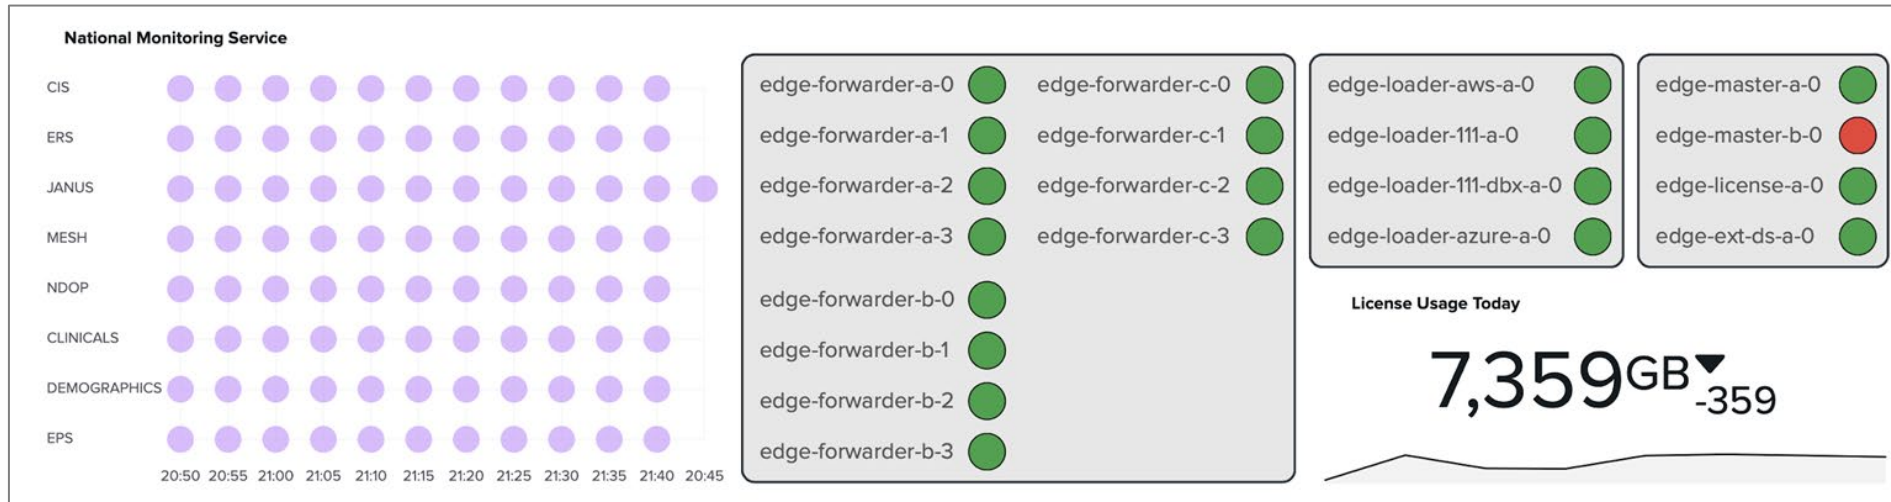 National Monitoring Service
CIS
ERS
JANUS
MESH
NDOP
CLINICALS
DEMOGRAPHICS
EPS
20:50 20:55 21:00 21:05 21:10 21:15 21:20 21:25 21:30 21:35 21:40 20:45
edge-forwarder-a-0
edge-forwarder-a-1
edge-forwarder-a-2
edge-forwarder-a-3
edge-forwarder-b-0
edge-forwarder-b-1
edge-forwarder-b-2
edge-forwarder-b-3
edge-forwarder-c-0
edge-forwarder-c-1
edge-forwarder-c-2
edge-forwarder-c-3
edge-loader-aws-a-0
edge-loader-111-a-0
edge-loader-111-dbx-a-0
edge-loader-azure-a-0
edge-master-a-0
edge-master-b-0
edge-license-a-0
edge-ext-ds-a-0
License Usage Today
7,359 GB
-359